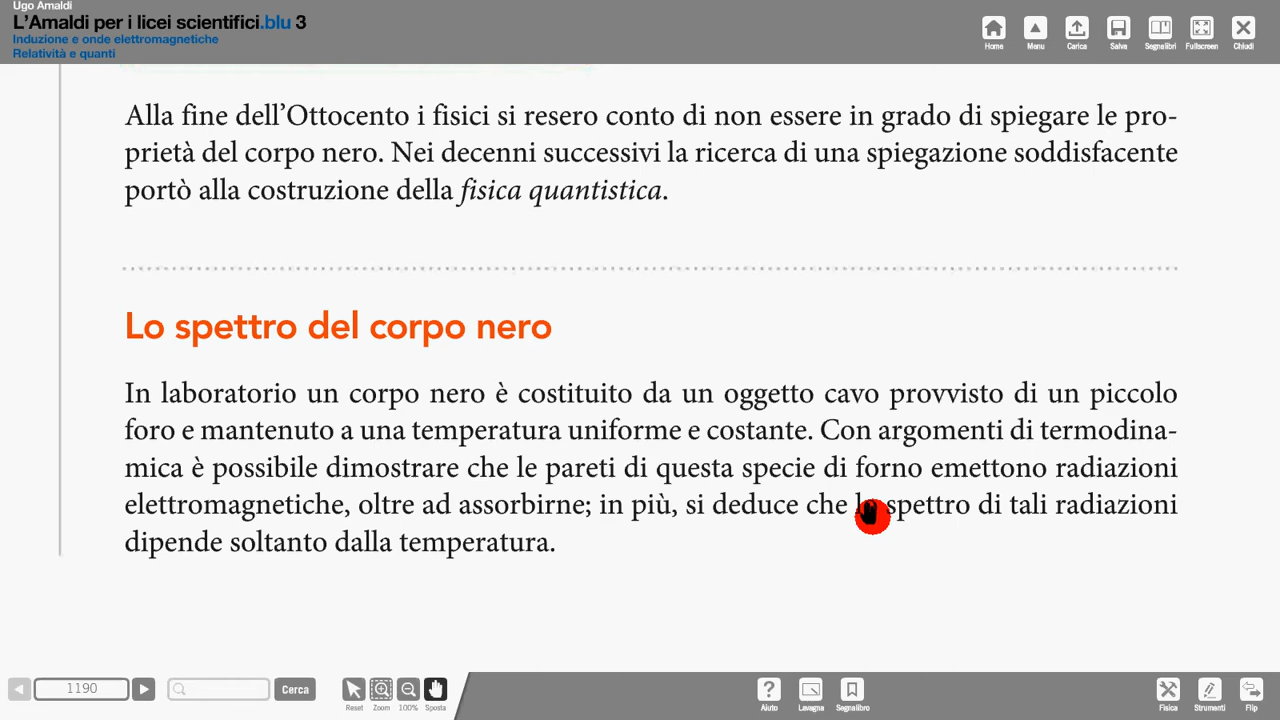 Ugo Amaldi
L'Amaldi per i licei scientifici.blu 3
Induzione e onde elettromagnetiche
Relatività e quanti
Home Menu Carica Salva Segnalibri Fullscreen Chiudi
Alla fine dell'Ottocento i fisici si resero conto di non essere in grado di spiegare le pro-
prietà del corpo nero. Nei decenni successivi la ricerca di una spiegazione soddisfacente
portò alla costruzione della fisica quantistica.
Lo spettro del corpo nero
In laboratorio un corpo nero è costituito da un oggetto cavo provvisto di un piccolo
foro e mantenuto a una temperatura uniforme e costante. Con argomenti di termodina-
mica è possibile dimostrare che le pareti di questa specie di forno emettono radiazioni
elettromagnetiche, oltre ad assorbirne; in più, si deduce che lo spettro di tali radiazioni
dipende soltanto dalla temperatura.
1190 Cerca
Reset Zoom 100% Sposta Aiuto Lavagna Segnalibro Fisica Strumenti Flip